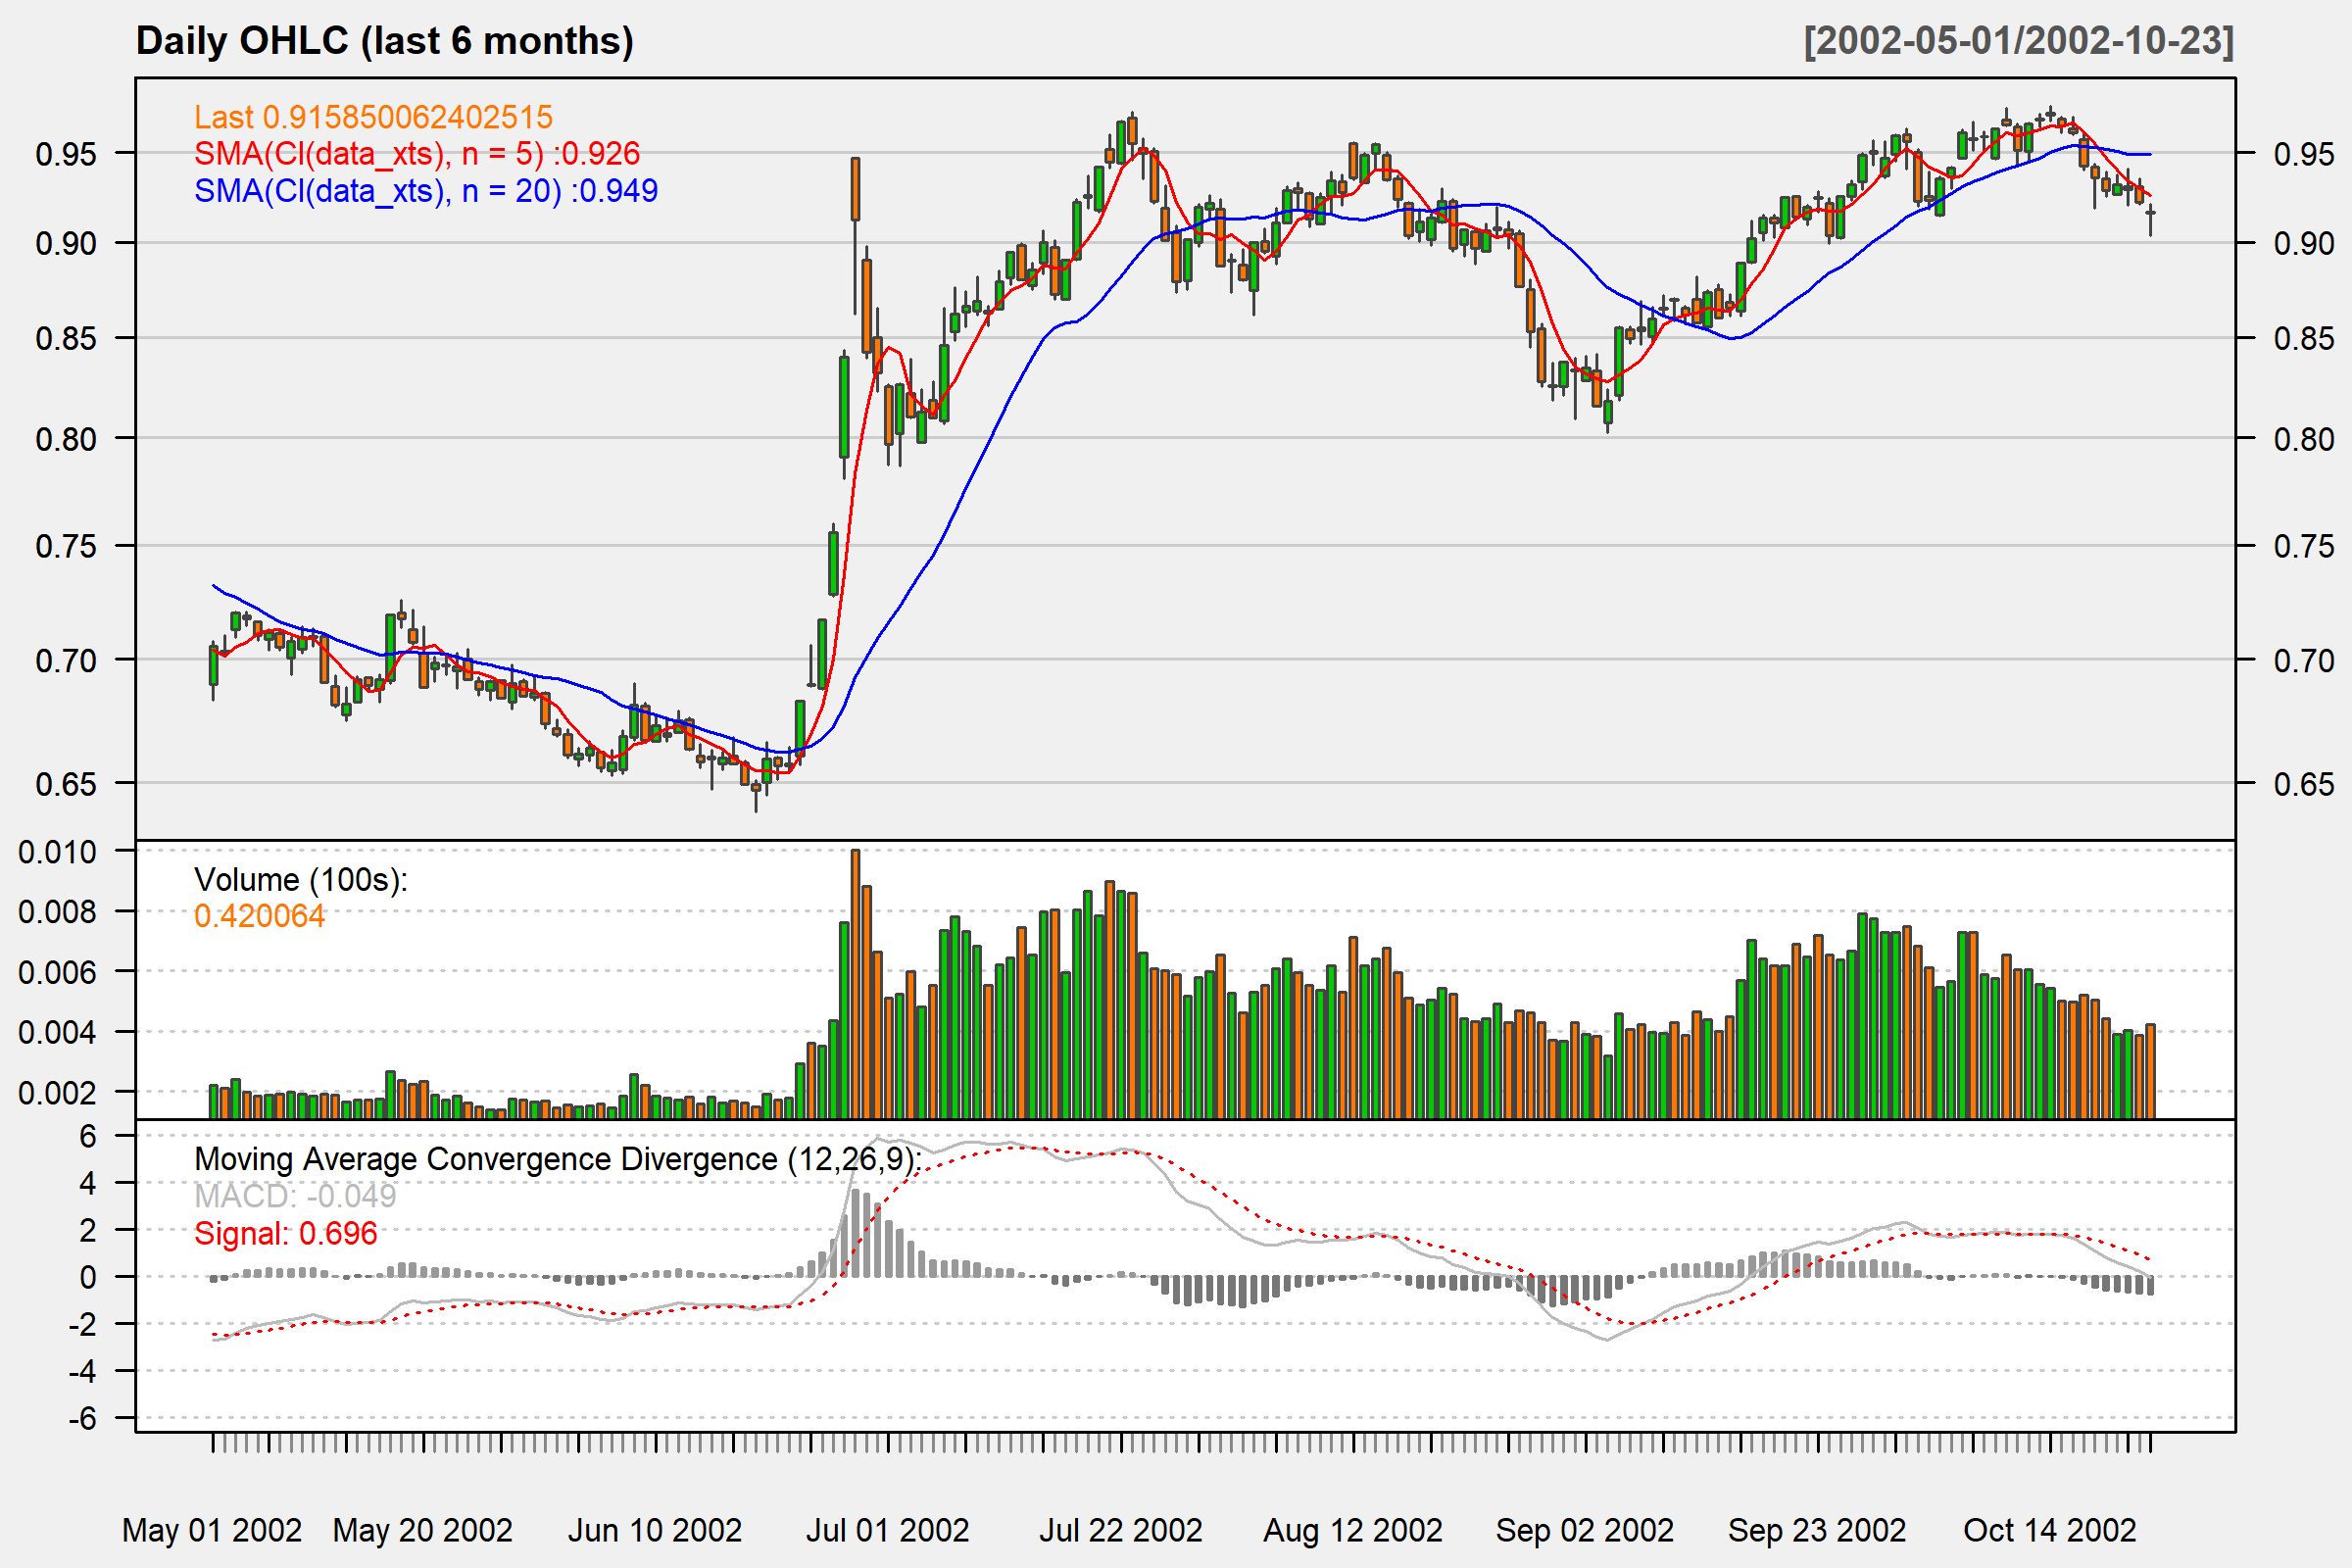 Daily OHLC (last 6 months)
[2002-05-01/2002-10-23]
Last 0.915850062402515
SMA(Cl(data_xts), n = 5) :0.926
SMA(Cl(data_xts), n = 20) :0.949
0.95
0.90
0.85
0.80
0.75
0.70
0.65
0.95
0.90
0.85
0.80
0.75
0.70
0.65
Volume (100s):
0.420064
0.010
0.008
0.006
0.004
0.002
Moving Average Convergence Divergence (12,26,9):
MACD: -0.049
Signal: 0.696
6
4
2
0
-2
-4
-6
May 01 2002
May 20 2002
Jun 10 2002
Jul 01 2002
Jul 22 2002
Aug 12 2002
Sep 02 2002
Sep 23 2002
Oct 14 2002